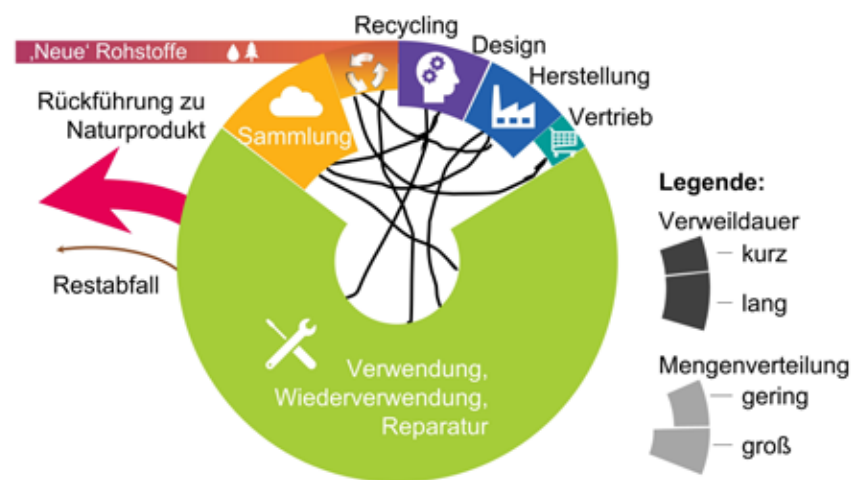 Recycling
‚Neue‘ Rohstoffe
Design
Herstellung
Rückführung zu
Naturprodukt
Vertrieb
Sammlung
Legende:
Verweildauer
kurz
lang
Restabfall
Verwendung,
Wiederverwendung,
Reparatur
Mengenverteilung
gering
groß